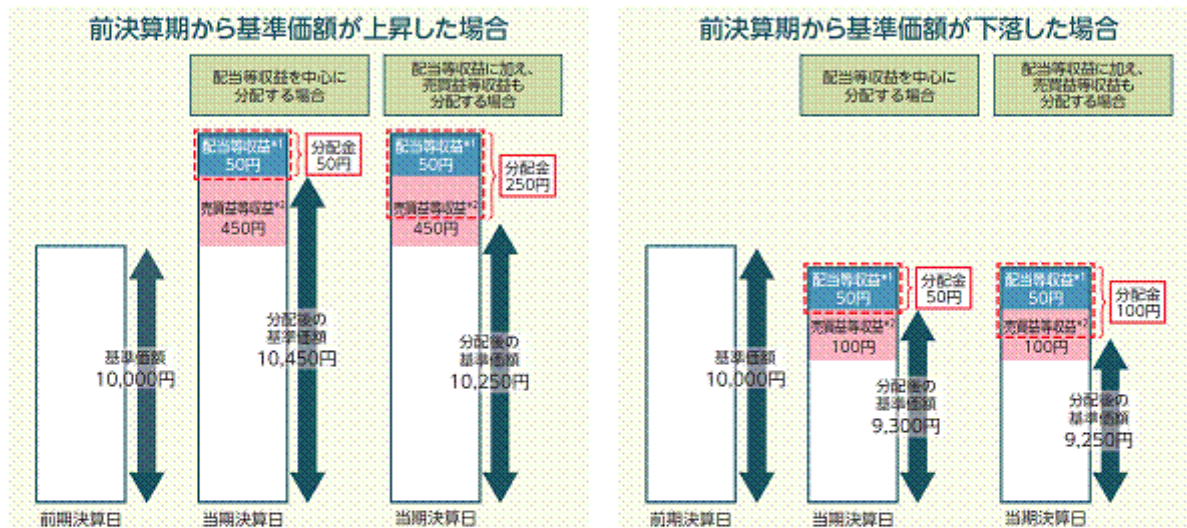 前決算期から基準価額が上昇した場合
配当等収益を中心に
分配する場合
配当等収益に加え、
売買益等収益も
分配する場合
配当等収益*1
50円
分配金
50円
売買益等収益*2
450円
配当等収益*1
50円
分配金
250円
売買益等収益*2
450円
基準価額
10,000円
分配後の
基準価額
10,450円
分配後の
基準価額
10,250円
前期決算日
当期決算日
当期決算日
前決算期から基準価額が下落した場合
配当等収益を中心に
分配する場合
配当等収益に加え、
売買益等収益も
分配する場合
配当等収益*1
50円
分配金
50円
売買益等収益*2
100円
配当等収益*1
50円
分配金
100円
売買益等収益*2
100円
基準価額
10,000円
分配後の
基準価額
9,300円
分配後の
基準価額
9,250円
前期決算日
当期決算日
当期決算日